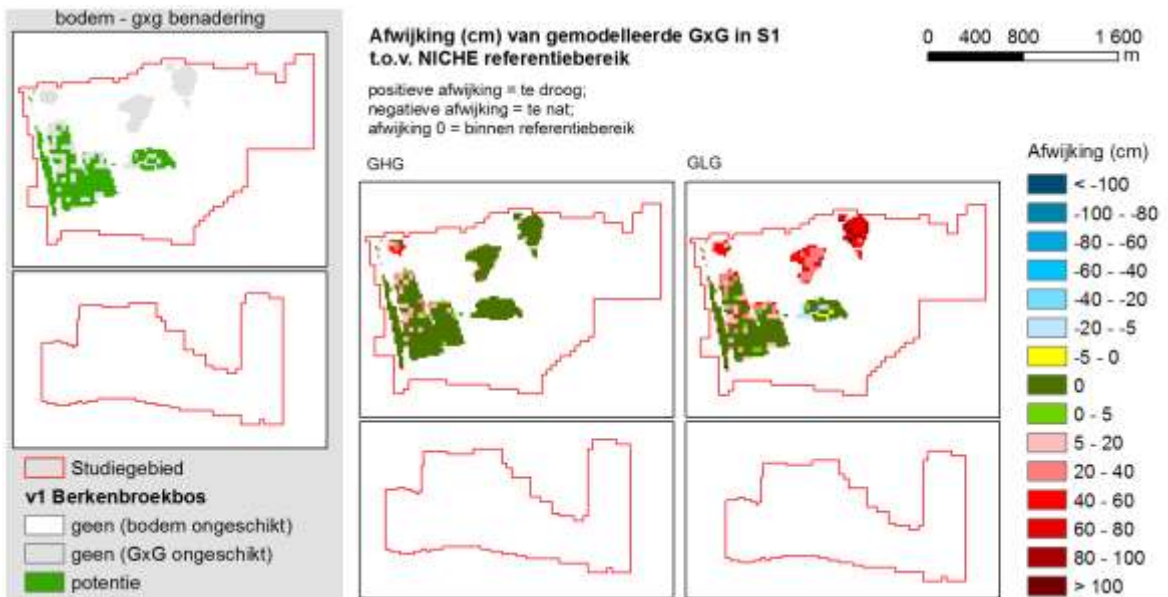 bodem - gxg benadering
Studiegebied
v1 Berkenbroekbos
geen (bodem ongeschikt)
geen (GxG ongeschikt)
potentie
Afwijking (cm) van gemodelleerde GxG in S1
t.o.v. NICHE referentiebereik
positieve afwijking = te droog;
negatieve afwijking = te nat;
afwijking 0 = binnen referentiebereik
0 400 800 1 600
m
GHG
GLG
Afwijking (cm)
< -100
-100 - -80
-80 - -60
-60 - -40
-40 - -20
-20 - -5
-5 - 0
0
0 - 5
5 - 20
20 - 40
40 - 60
60 - 80
80 - 100
> 100